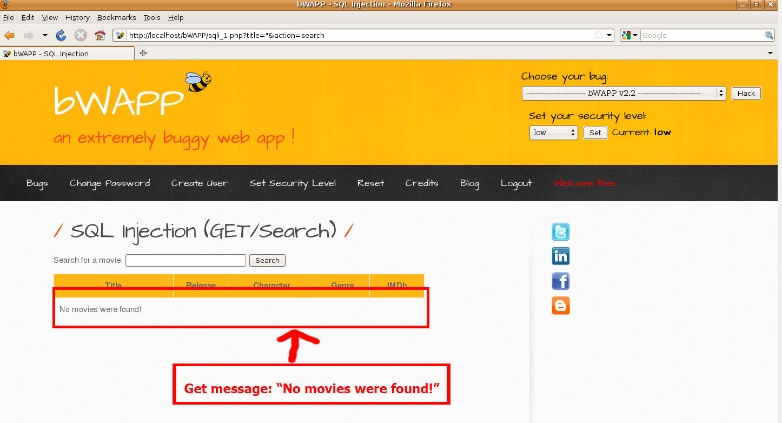 bWAPP - SQL Injection - Mozilla Firefox
File Edit View History Bookmarks Tools Help
http://localhost/bWAPP/sqli_1.php?title="&action=search
Google
bWAPP - SQL Injection
Choose your bug:
---------------------- bWAPP v2.2 ----------------------- Hack
bWAPP
Set your security level:
an extremely buggy web app !
low Set Current: low
Bugs Change Password Create User Set Security Level Reset Credits Blog Logout Welcome Bee
/ SQL Injection (GET/Search) /
Search for a movie: Search
Title Release Character Genre IMDb
No movies were found!
Get message: “No movies were found!”